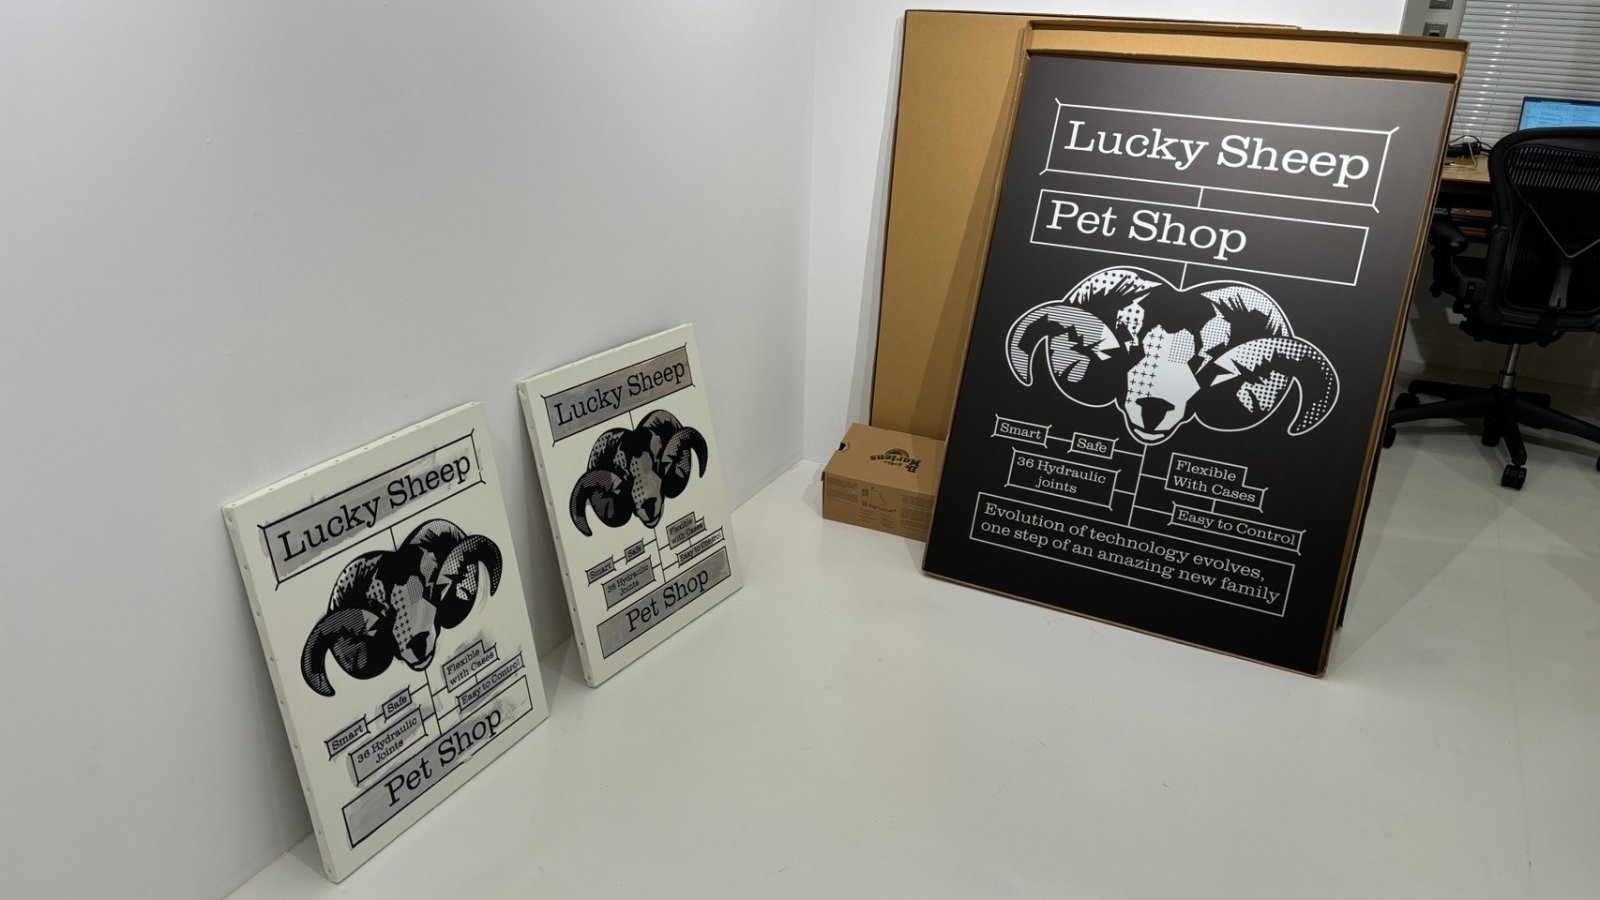 Lucky Sheep
Smart
Safe
36 Hydraulic
Joints
Flexible
with Cases
Easy to Control
Pet Shop
Lucky Sheep
Smart
Safe
36 Hydraulic
Joints
Flexible
with Cases
Easy to Control
Pet Shop
Dr. Martens
Lucky Sheep
Pet Shop
Smart
Safe
36 Hydraulic
joints
Flexible
With Cases
Easy to Control
Evolution of technology evolves,
one step of an amazing new family